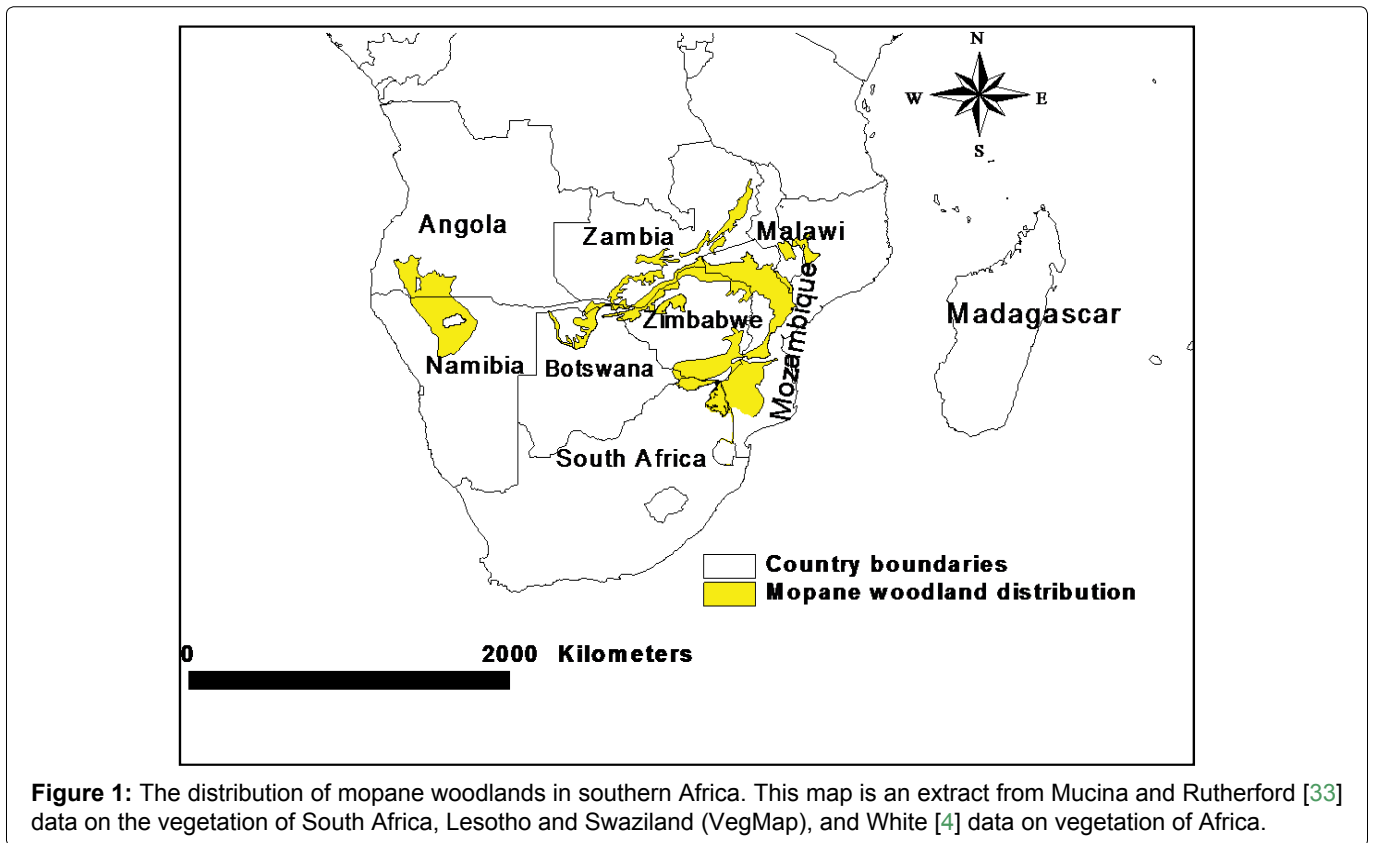 N
W E
S
Angola
Zambia
Malawi
Mozambique
Zimbabwe
Madagascar
Namibia
Botswana
South Africa
Country boundaries
Mopane woodland distribution
0 2000 Kilometers
Figure 1: The distribution of mopane woodlands in southern Africa. This map is an extract from Mucina and Rutherford [33]
data on the vegetation of South Africa, Lesotho and Swaziland (VegMap), and White [4] data on vegetation of Africa.